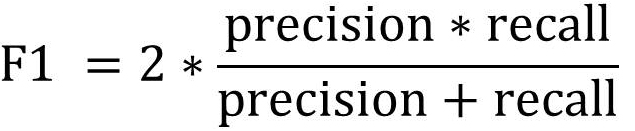 F1 = 2 * precision * recall / precision + recall